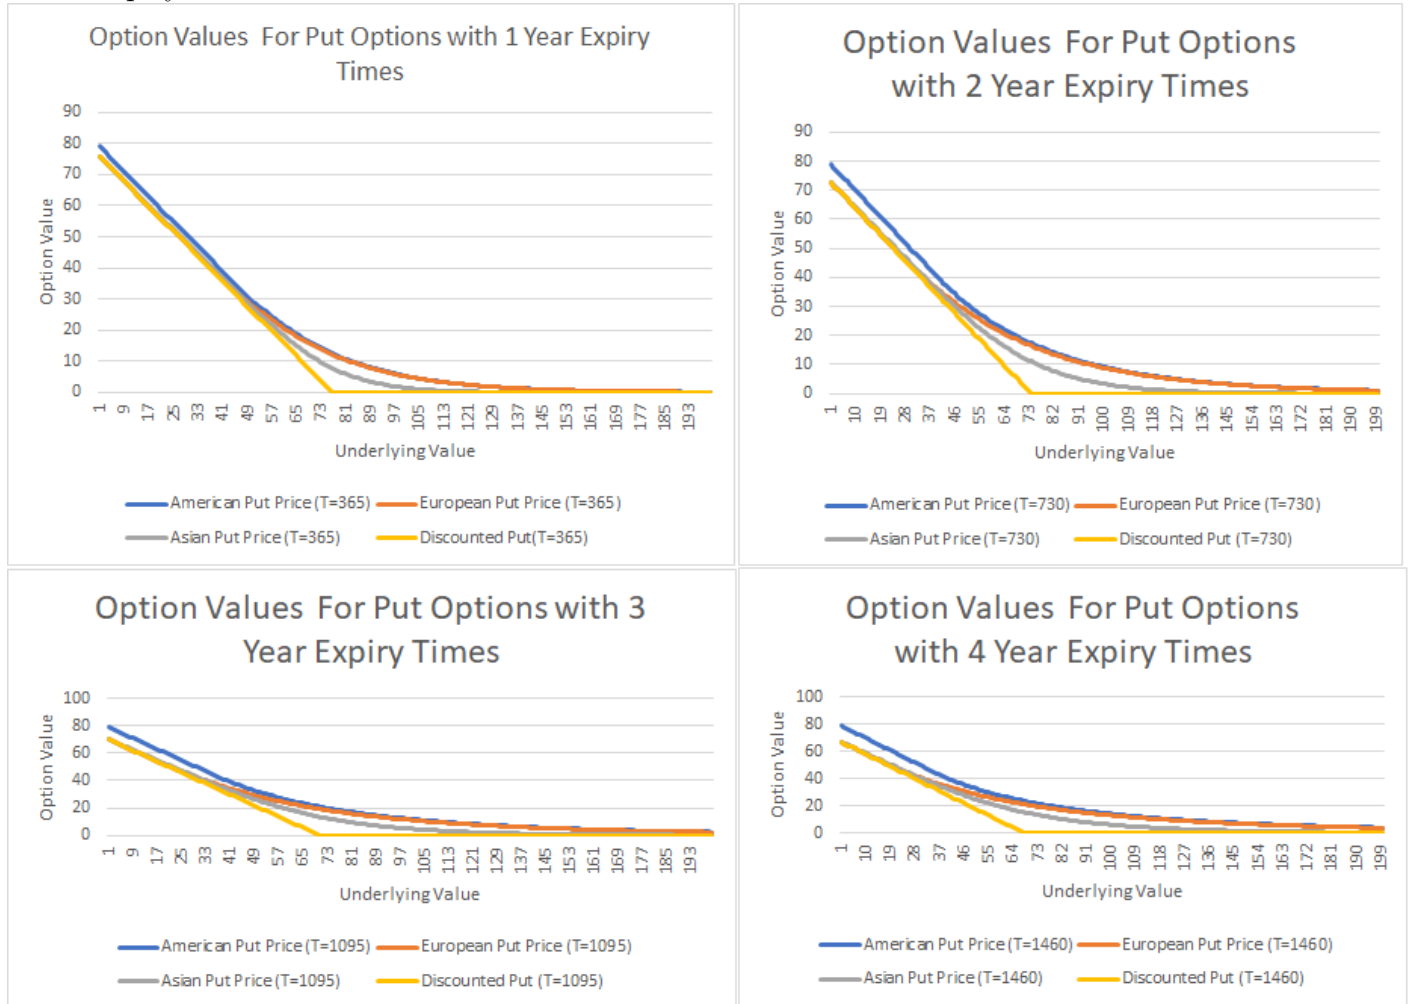 Option Values For Put Options with 1 Year Expiry
Times
90
80
70
60
50
40
30
20
10
0
Option Value
1 9 17 25 33 41 49 57 65 73 81 89 97 105 113 121 129 137 145 153 161 169 177 185 193
Underlying Value
American Put Price (T=365) European Put Price (T=365)
Asian Put Price (T=365) Discounted Put(T=365)
Option Values For Put Options
with 2 Year Expiry Times
90
80
70
60
50
40
30
20
10
0
Option Value
1 10 19 28 37 46 55 64 73 82 91 100 109 118 127 136 145 154 163 172 181 190 199
Underlying Value
American Put Price (T=730) European Put Price (T=730)
Asian Put Price (T=730) Discounted Put (T=730)
Option Values For Put Options with 3
Year Expiry Times
100
80
60
40
20
0
Option Value
1 9 17 25 33 41 49 57 65 73 81 89 97 105 113 121 129 137 145 153 161 169 177 185 193
Underlying Value
American Put Price (T=1095) European Put Price (T=1095)
Asian Put Price (T=1095) Discounted Put (T=1095)
Option Values For Put Options
with 4 Year Expiry Times
100
80
60
40
20
0
Option Value
1 10 19 28 37 46 55 64 73 82 91 100 109 118 127 136 145 154 163 172 181 190 199
Underlying Value
American Put Price (T=1460) European Put Price (T=1460)
Asian Put Price (T=1460) Discounted Put (T=1460)